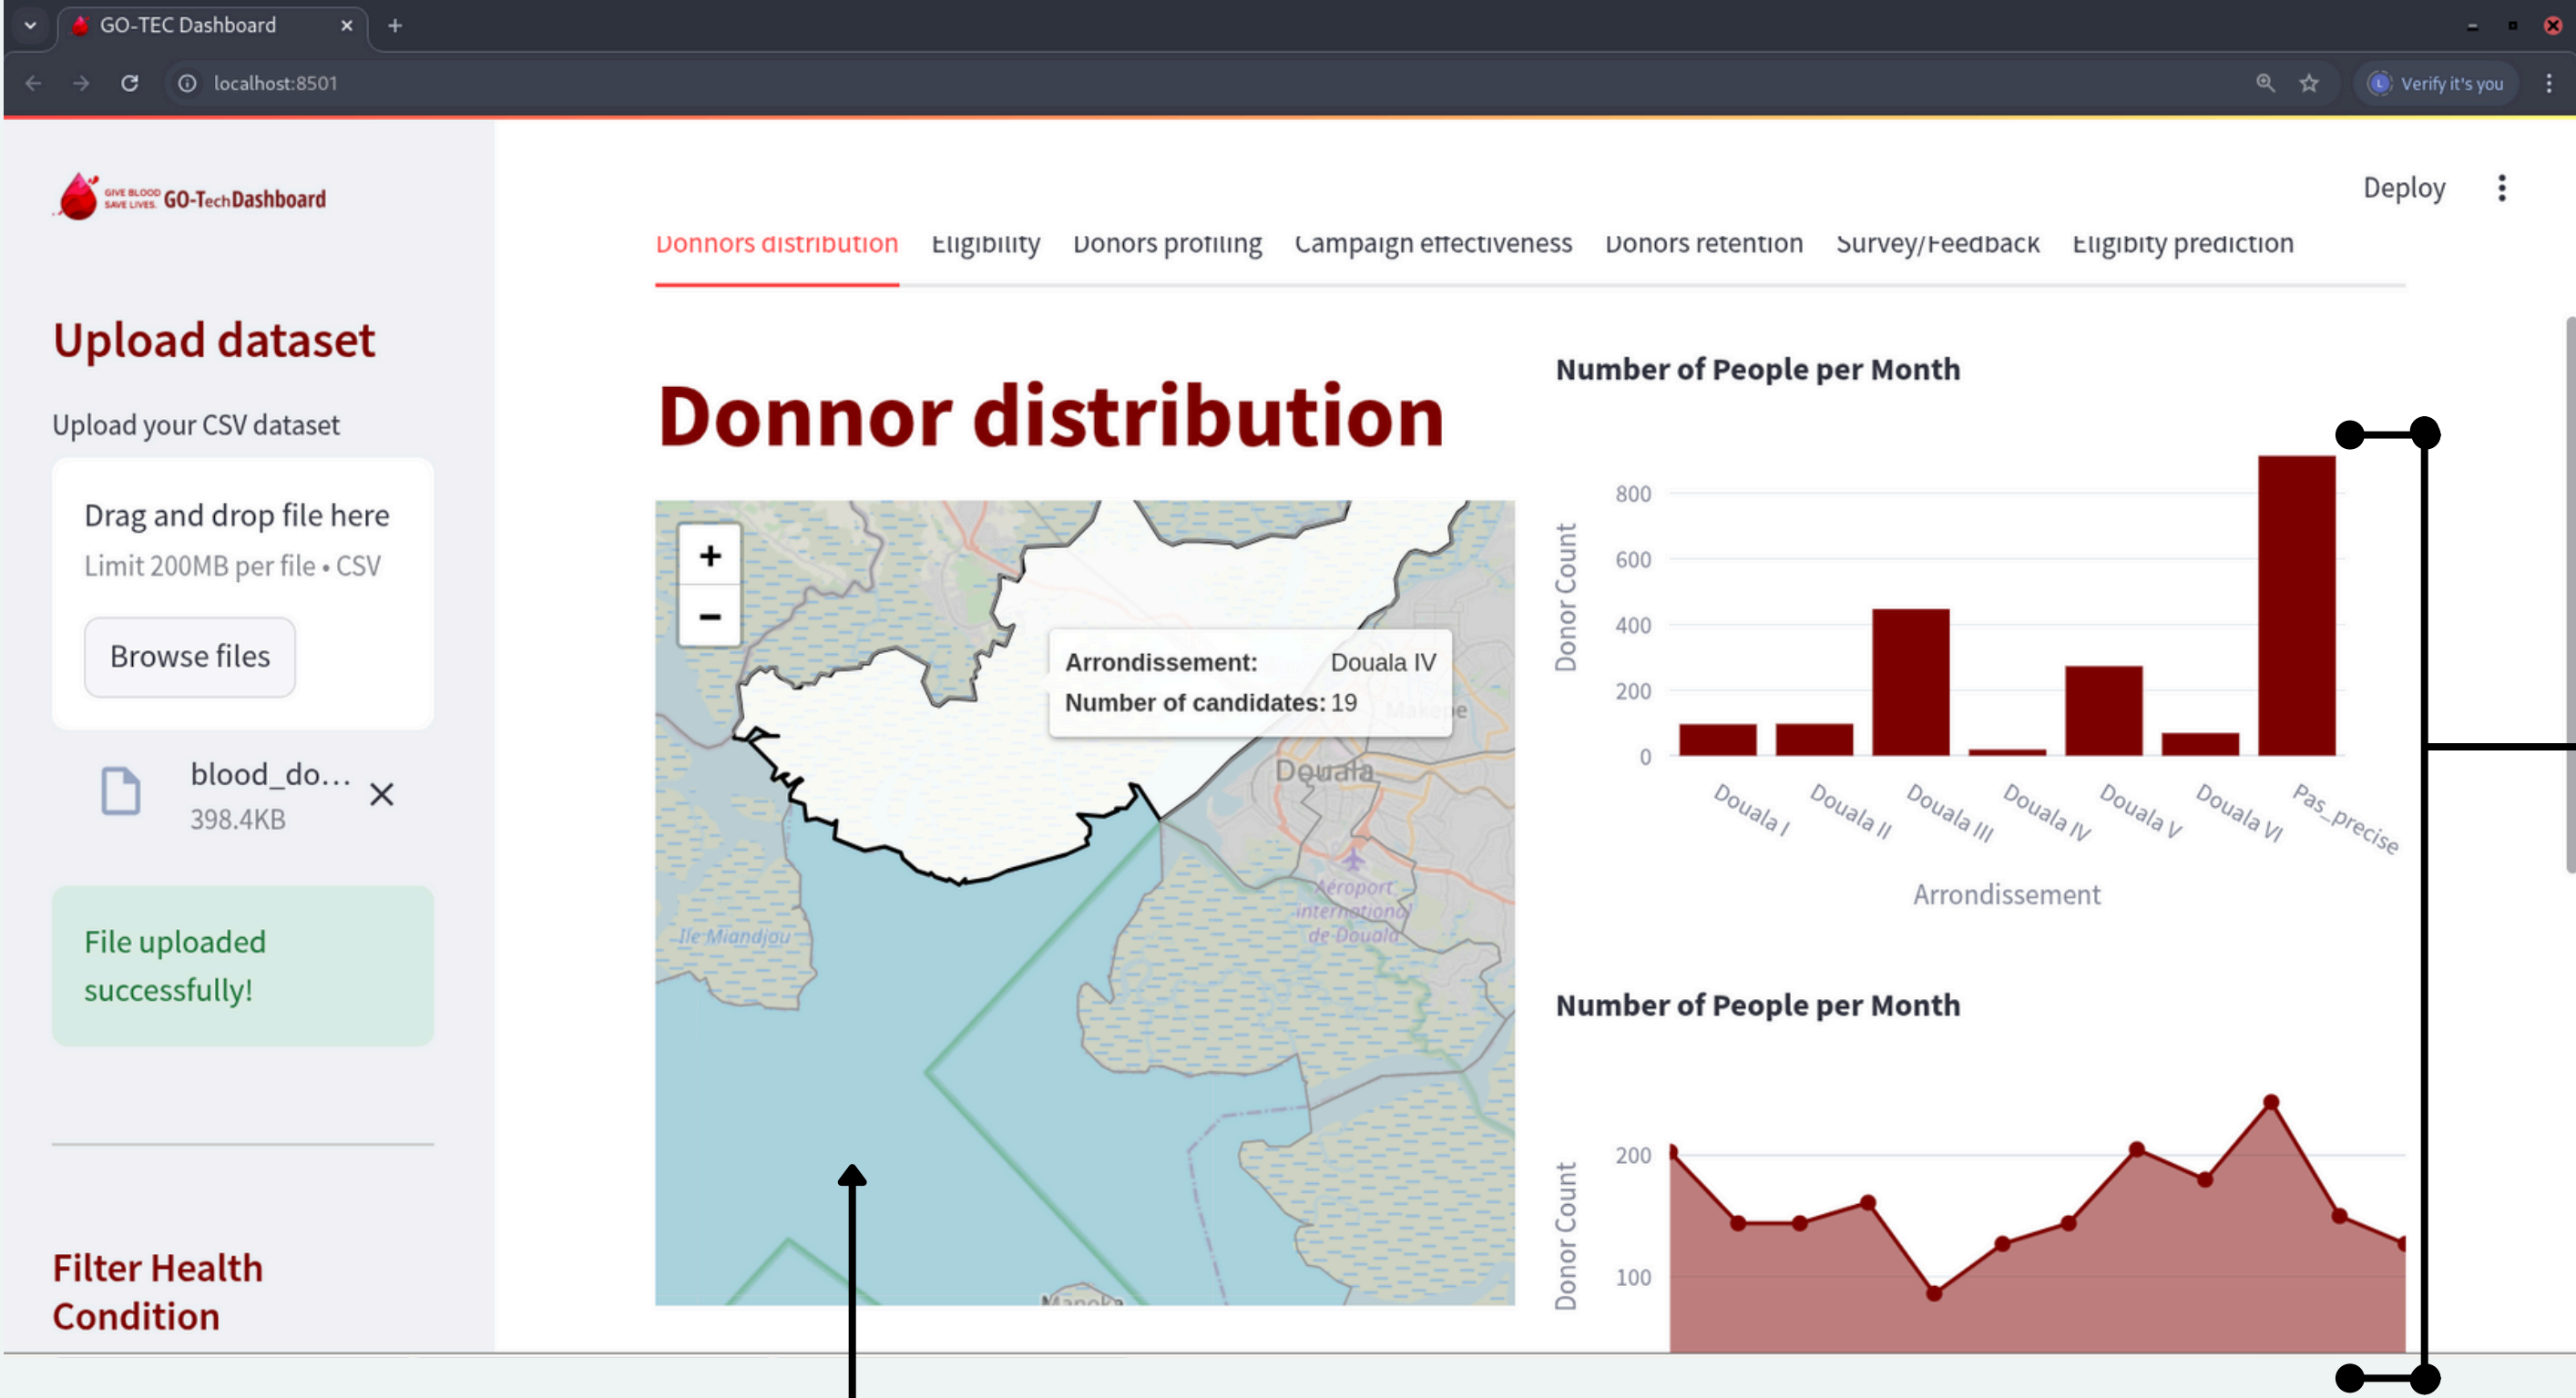 GO-TEC Dashboard
localhost:8501
Verify it's you
GIVE BLOOD
SAVE LIVES.
GO-TechDashboard
Deploy
Donnors distribution Eligibility Donors profiling Campaign effectiveness Donors retention Survey/Feedback Eligibity prediction
Upload dataset
Upload your CSV dataset
Drag and drop file here
Limit 200MB per file • CSV
Browse files
blood_do...
398.4KB
File uploaded
successfully!
Filter Health
Condition
Donnor distribution
+
−
Arrondissement: Douala IV
Number of candidates: 19
Makepe
Douala
Aéroport
international
de Douala
Ile Miandjou
Manoka
Number of People per Month
Donor Count
800
600
400
200
0
Douala I
Douala II
Douala III
Douala IV
Douala V
Douala VI
Pas_precise
Arrondissement
Number of People per Month
Donor Count
200
100